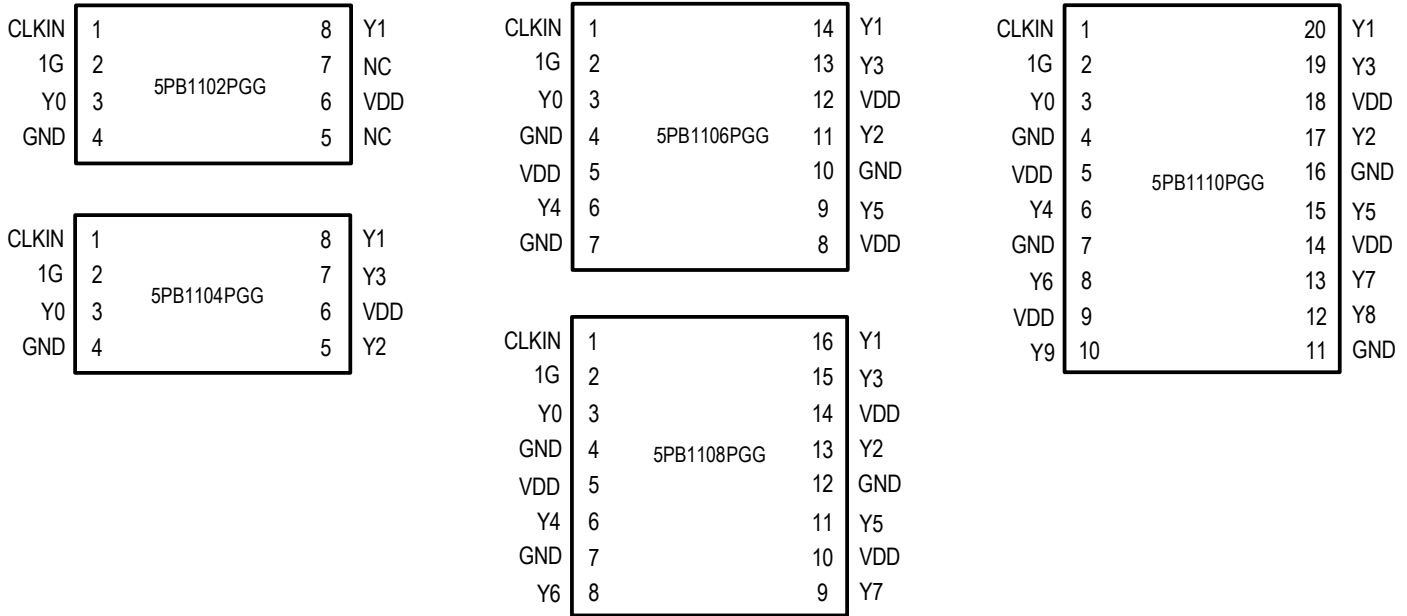 CLKIN 1 8 Y1
1G 2 7 NC
5PB1102PGG
Y0 3 6 VDD
GND 4 5 NC
CLKIN 1 8 Y1
1G 2 7 Y3
5PB1104PGG
Y0 3 6 VDD
GND 4 5 Y2
CLKIN 1 14 Y1
1G 2 13 Y3
Y0 3 12 VDD
GND 4 5PB1106PGG 11 Y2
VDD 5 10 GND
Y4 6 9 Y5
GND 7 8 VDD
CLKIN 1 16 Y1
1G 2 15 Y3
Y0 3 14 VDD
GND 4 5PB1108PGG 13 Y2
VDD 5 12 GND
Y4 6 11 Y5
GND 7 10 VDD
Y6 8 9 Y7
CLKIN 1 20 Y1
1G 2 19 Y3
Y0 3 18 VDD
GND 4 17 Y2
VDD 5 16 GND
5PB1110PGG
Y4 6 15 Y5
GND 7 14 VDD
Y6 8 13 Y7
VDD 9 12 Y8
Y9 10 11 GND